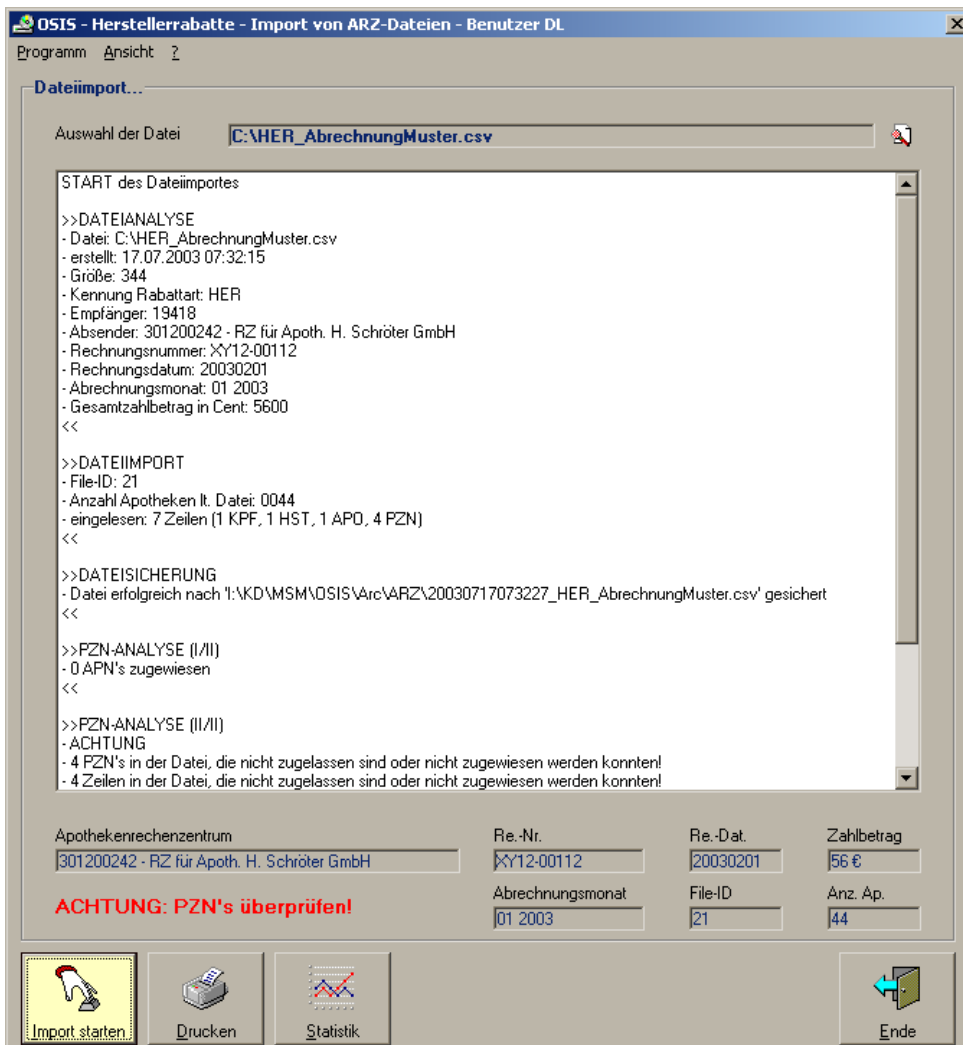 OSIS - Herstellerrabatte - Import von ARZ-Dateien - Benutzer DL
Programm Ansicht ?
Dateiimport...
Auswahl der Datei C:\HER_AbrechnungMuster.csv
START des Dateiimportes
>>DATEIANALYSE
- Datei: C:\HER_AbrechnungMuster.csv
- erstellt: 17.07.2003 07:32:15
- Größe: 344
- Kennung Rabattart: HER
- Empfänger: 19418
- Absender: 301200242 - RZ für Apoth. H. Schröter GmbH
- Rechnungsnummer: XY12-00112
- Rechnungsdatum: 20030201
- Abrechnungsmonat: 01 2003
- Gesamtzahlbetrag in Cent: 5600
<<
>>DATEIIMPORT
- File-ID: 21
- Anzahl Apotheken lt. Datei: 0044
- eingelesen: 7 Zeilen (1 KPF, 1 HST, 1 APO, 4 PZN)
<<
>>DATEISICHERUNG
- Datei erfolgreich nach 'I:\KD\MSM\OSIS\Arc\ARZ\20030717073227_HER_AbrechnungMuster.csv' gesichert
<<
>>PZN-ANALYSE (I/II)
- 0 APN's zugewiesen
<<
>>PZN-ANALYSE (II/II)
- ACHTUNG
- 4 PZN's in der Datei, die nicht zugelassen sind oder nicht zugewiesen werden konnten!
- 4 Zeilen in der Datei, die nicht zugelassen sind oder nicht zugewiesen werden konnten!
Apothekenrechenzentrum Re.-Nr. Re.-Dat. Zahlbetrag
301200242 - RZ für Apoth. H. Schröter GmbH XY12-00112 20030201 56 €
ACHTUNG: PZN's überprüfen! Abrechnungsmonat File-ID Anz. Ap.
01 2003 21 44
Import starten Drucken Statistik Ende